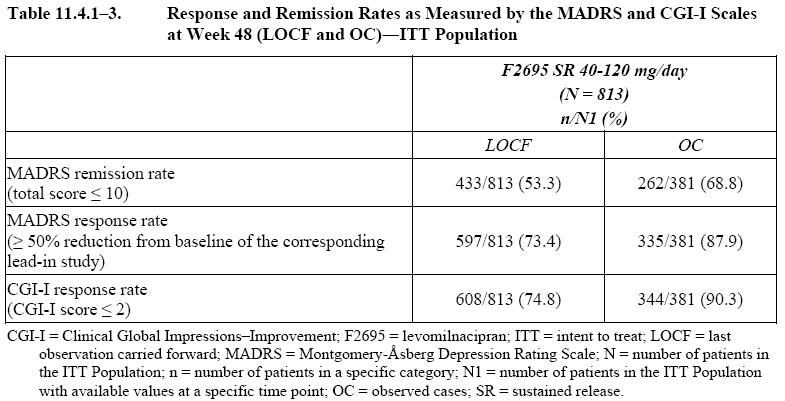 Table 11.4.1–3. Response and Remission Rates as Measured by the MADRS and CGI-I Scales
at Week 48 (LOCF and OC)—ITT Population
F2695 SR 40-120 mg/day
(N = 813)
n/N1 (%)
LOCF OC
MADRS remission rate
(total score ≤ 10)
433/813 (53.3) 262/381 (68.8)
MADRS response rate
(≥ 50% reduction from baseline of the corresponding
lead-in study)
597/813 (73.4) 335/381 (87.9)
CGI-I response rate
(CGI-I score ≤ 2)
608/813 (74.8) 344/381 (90.3)
CGI-I = Clinical Global Impressions–Improvement; F2695 = levomilnacipran; ITT = intent to treat; LOCF = last
observation carried forward; MADRS = Montgomery-Åsberg Depression Rating Scale; N = number of patients in
the ITT Population; n = number of patients in a specific category; N1 = number of patients in the ITT Population
with available values at a specific time point; OC = observed cases; SR = sustained release.